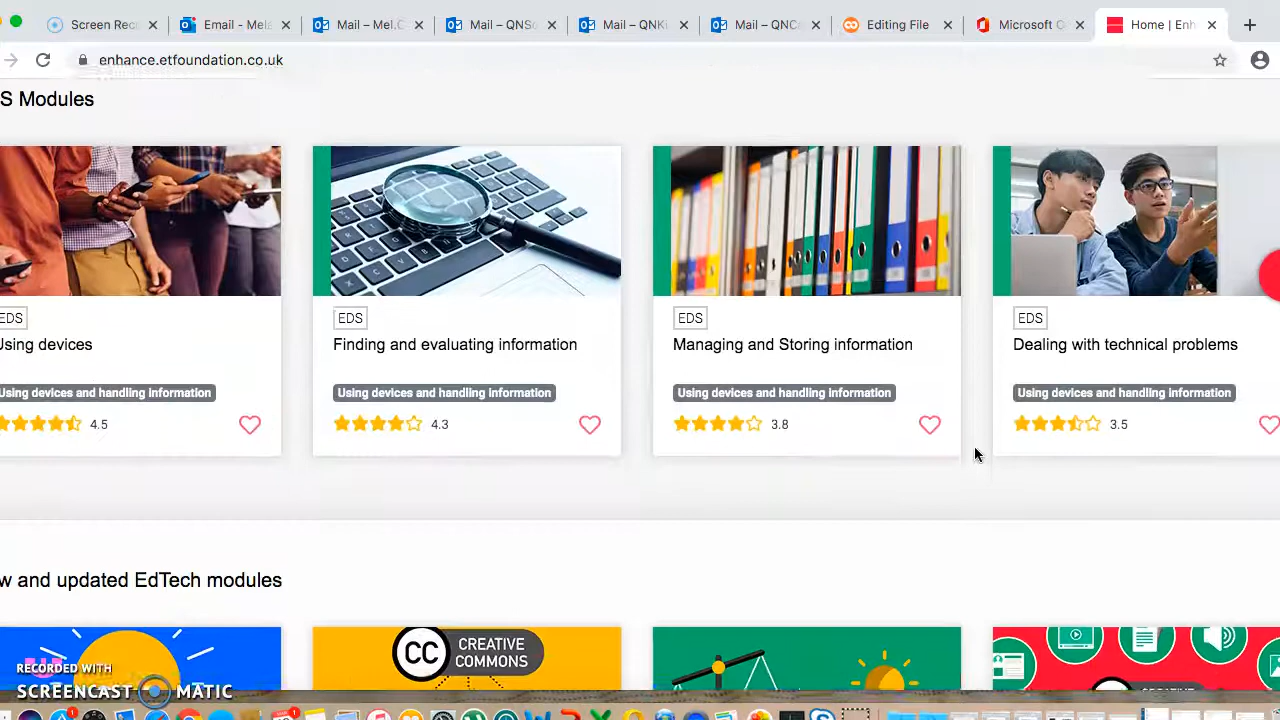 Screen Rec
Email - Mel
Mail – Mel.C
Mail – QNS
Mail – QNKi
Mail – QNC
Editing File
Microsoft O
Home | Enh
enhance.etfoundation.co.uk
S Modules
EDS
EDS
EDS
EDS
Using devices
Finding and evaluating information
Managing and Storing information
Dealing with technical problems
Using devices and handling information
Using devices and handling information
Using devices and handling information
Using devices and handling information
4.5
4.3
3.8
3.5
w and updated EdTech modules
CC
CREATIVE
COMMONS
RECORDED WITH
SCREENCAST MATIC